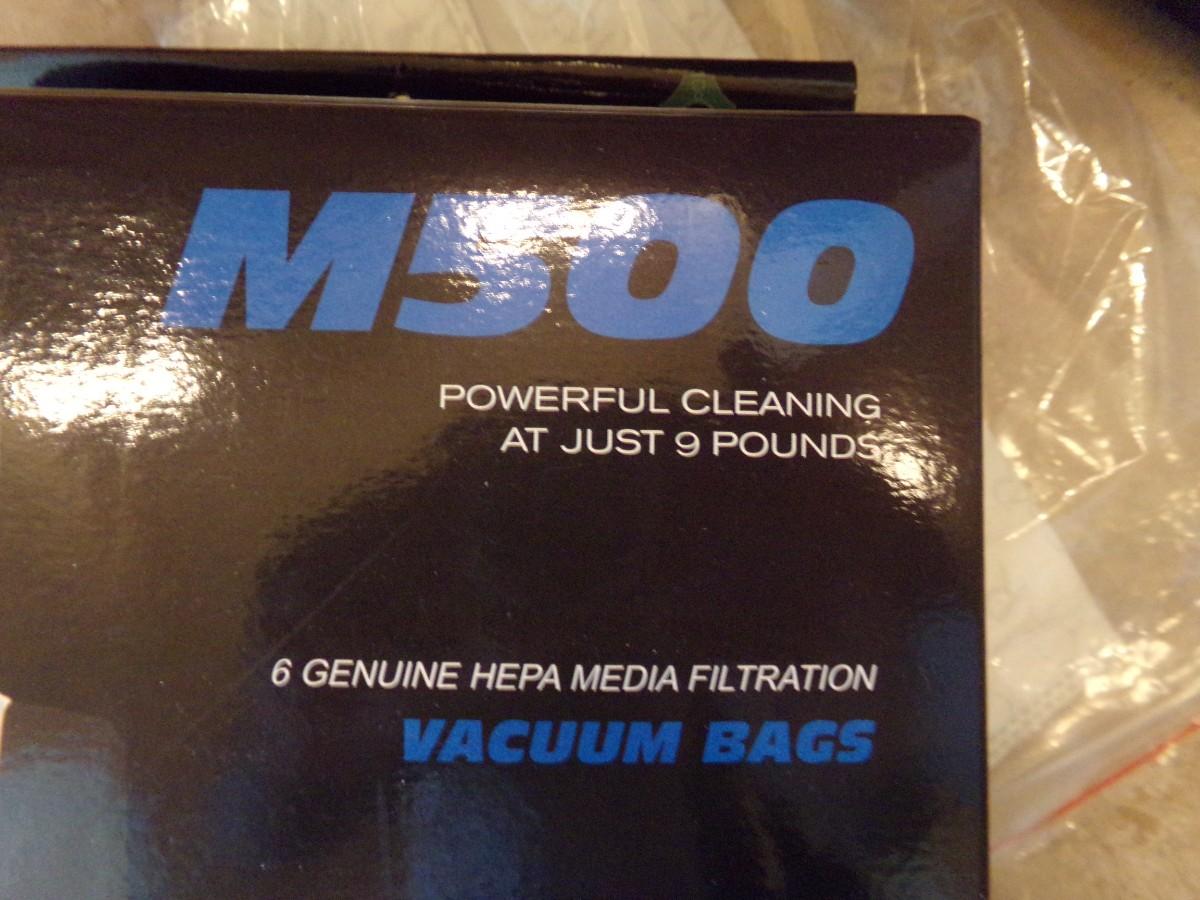 M500
POWERFUL CLEANING
AT JUST 9 POUNDS
6 GENUINE HEPA MEDIA FILTRATION
VACUUM BAGS